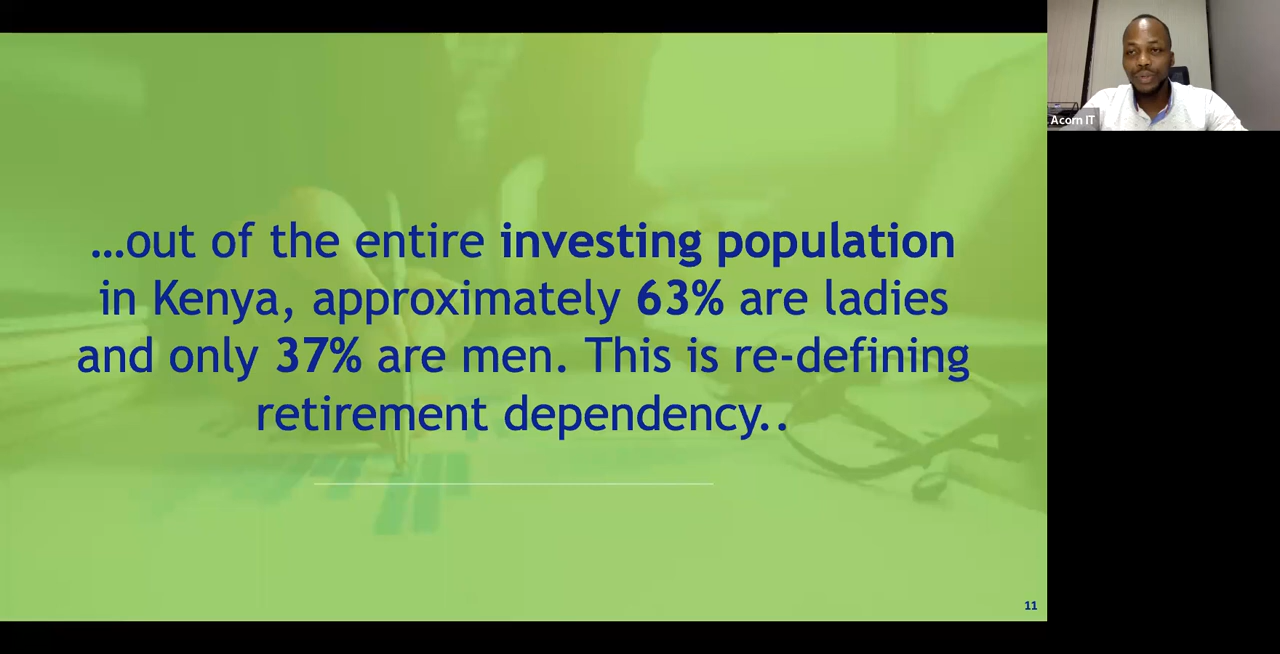 …out of the entire investing population
in Kenya, approximately 63% are ladies
and only 37% are men. This is re-defining
retirement dependency..
11
Acorn IT